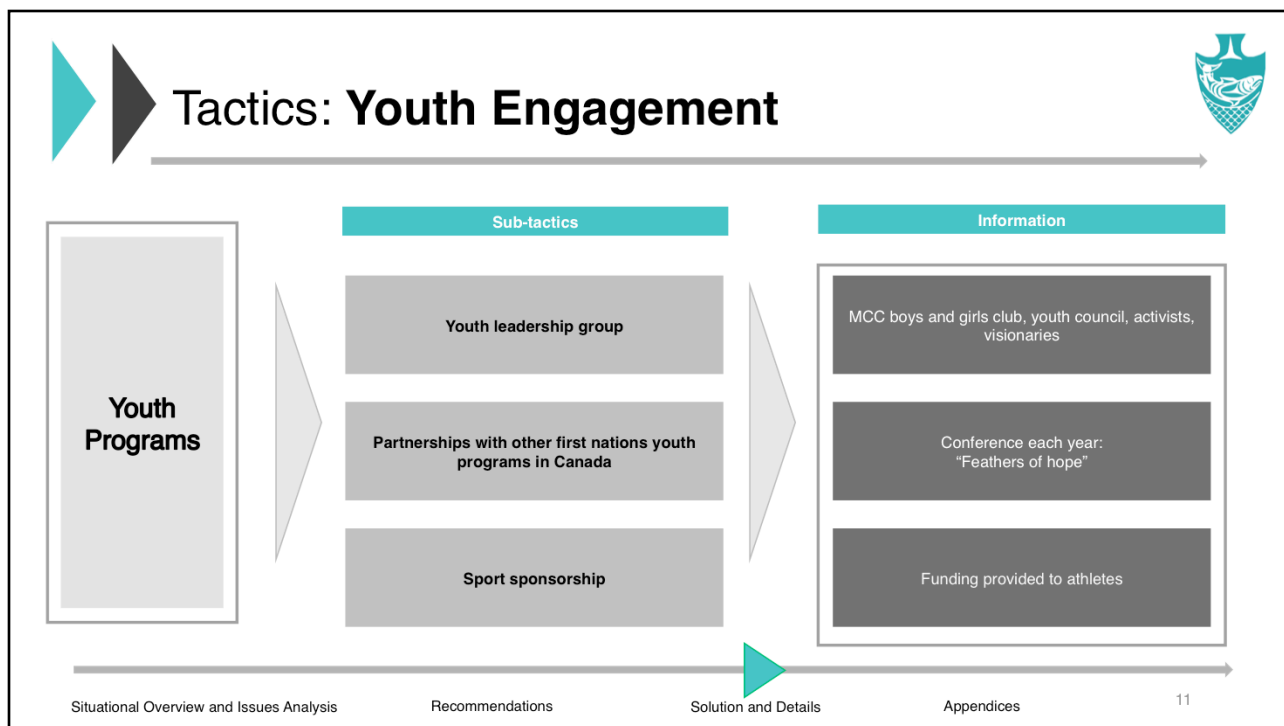 Tactics: Youth Engagement
Sub-tactics
Information
Youth
Programs
Youth leadership group
MCC boys and girls club, youth council, activists,
visionaries
Partnerships with other first nations youth
programs in Canada
Conference each year:
“Feathers of hope”
Sport sponsorship
Funding provided to athletes
Situational Overview and Issues Analysis
Recommendations
Solution and Details
Appendices
11